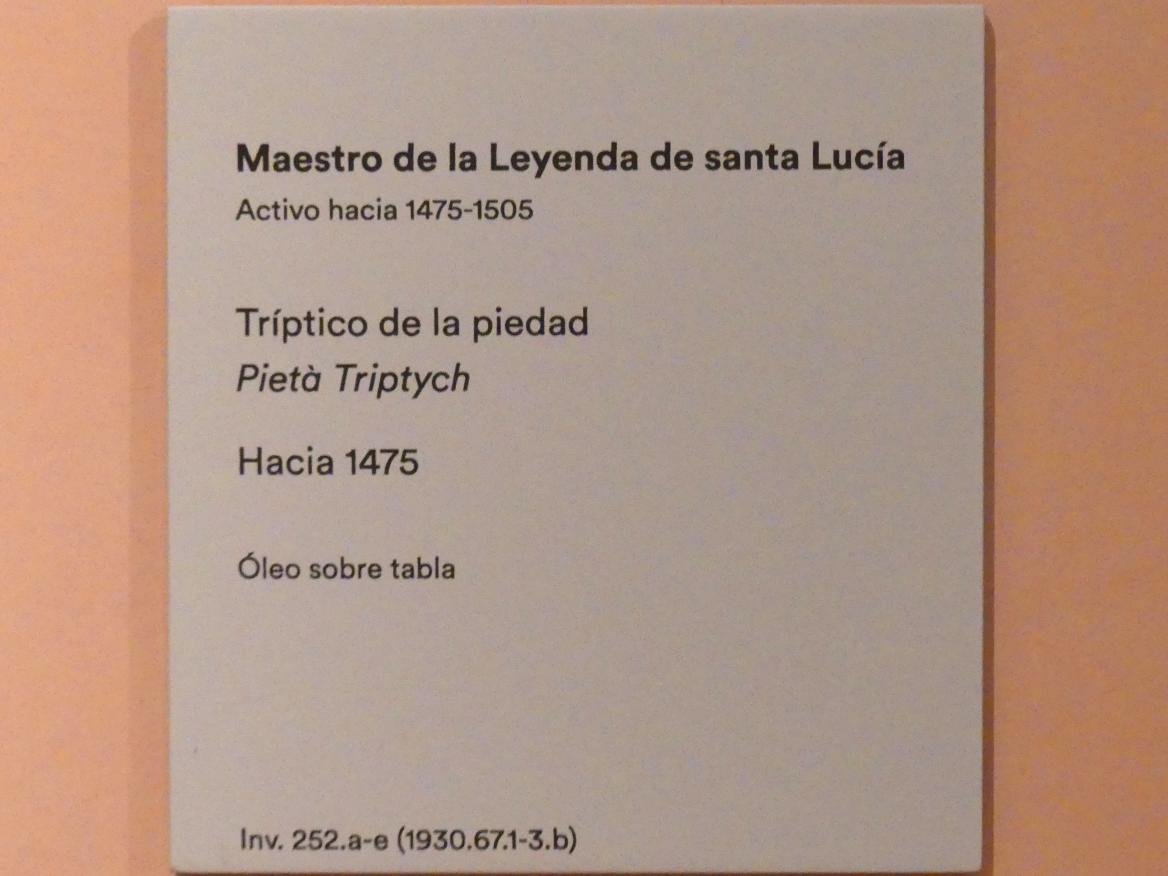 Maestro de la Leyenda de santa Lucía
Activo hacia 1475-1505
Tríptico de la piedad
Pietà Triptych
Hacia 1475
Óleo sobre tabla
Inv. 252.a-e (1930.67.1-3.b)